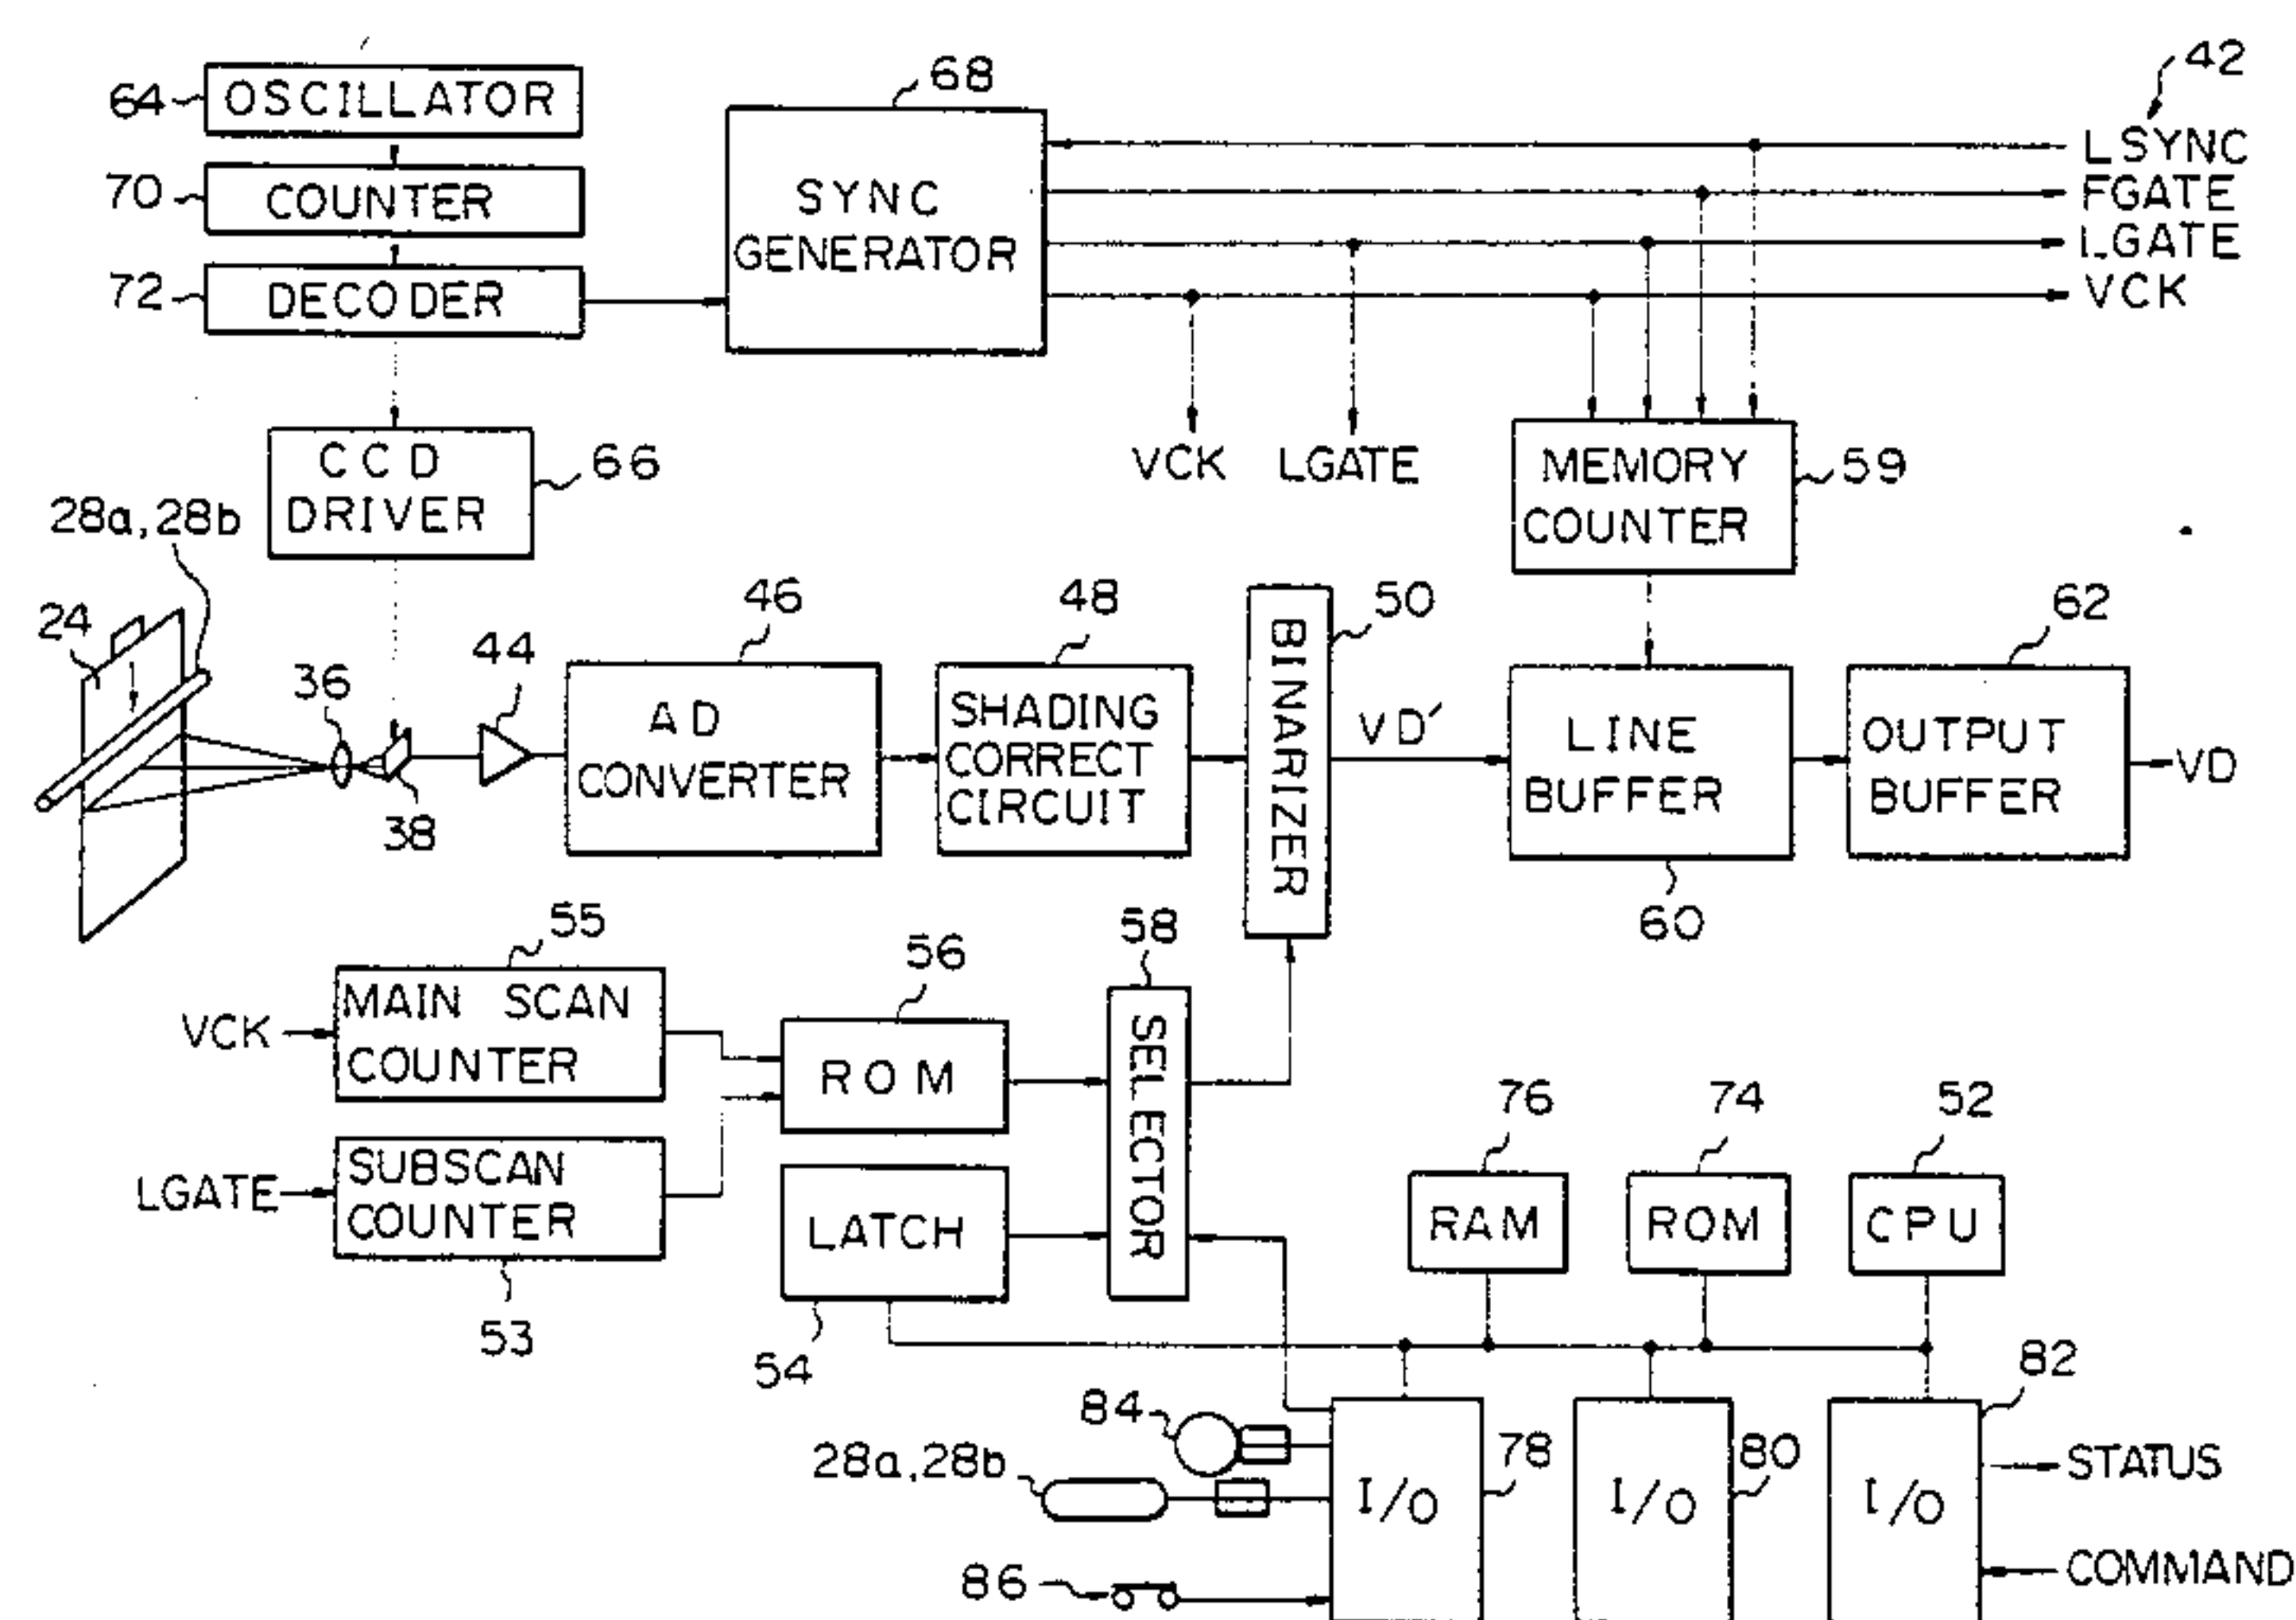 64
OSCILLATOR
70
COUNTER
72
DECODER
68
SYNC
GENERATOR
42
LSYNC
FGATE
LGATE
VCK
CCD
DRIVER
66
VCK
LGATE
MEMORY
COUNTER
59
28a,28b
24
36
38
44
46
AD
CONVERTER
48
SHADING
CORRECT
CIRCUIT
50
BINARIZER
VD′
LINE
BUFFER
60
62
OUTPUT
BUFFER
VD
55
VCK
MAIN SCAN
COUNTER
LGATE
SUBSCAN
COUNTER
53
56
ROM
LATCH
54
58
SELECTOR
76
RAM
74
ROM
52
CPU
84
28a,28b
86
I/O
78
I/O
80
I/O
82
STATUS
COMMAND